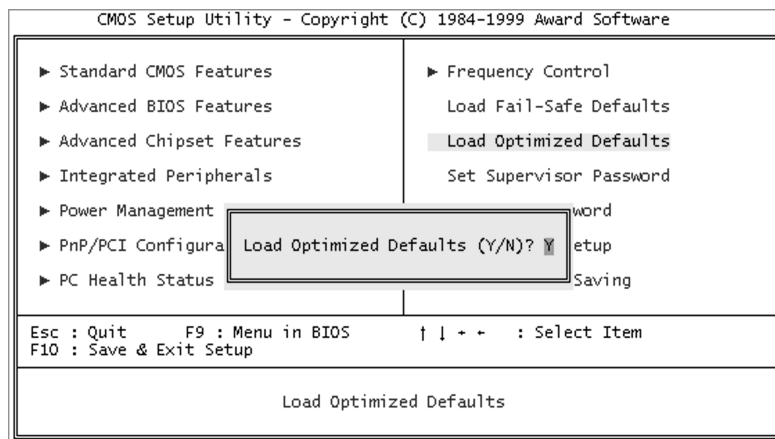 CMOS Setup Utility - Copyright (C) 1984-1999 Award Software
► Standard CMOS Features
► Advanced BIOS Features
► Advanced Chipset Features
► Integrated Peripherals
► Power Management
► PnP/PCI Configura
► PC Health Status
► Frequency Control
Load Fail-Safe Defaults
Load Optimized Defaults
Set Supervisor Password
word
etup
Saving
Load Optimized Defaults (Y/N)? Y
Esc : Quit F9 : Menu in BIOS ↑ ↓ → ← : Select Item
F10 : Save & Exit Setup
Load Optimized Defaults